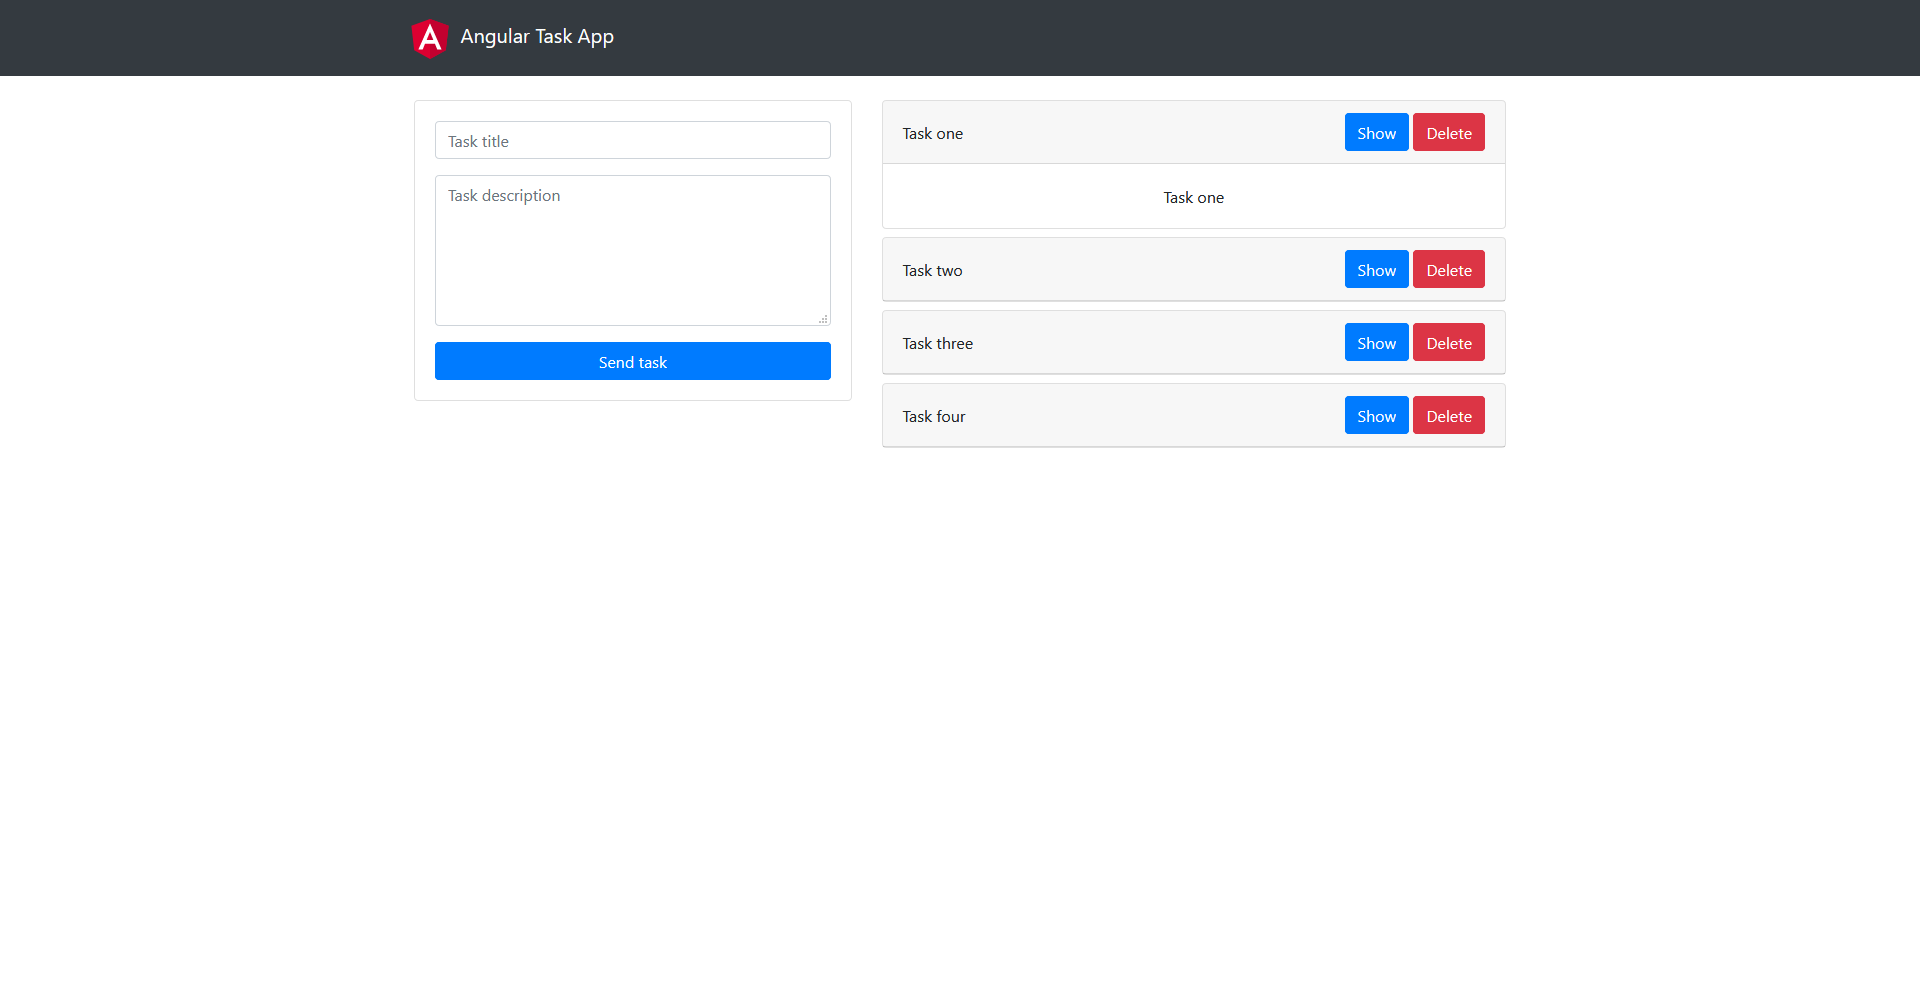 Angular Task App
Task title
Task description
Send task
Task one Show Delete
Task one
Task two Show Delete
Task three Show Delete
Task four Show Delete